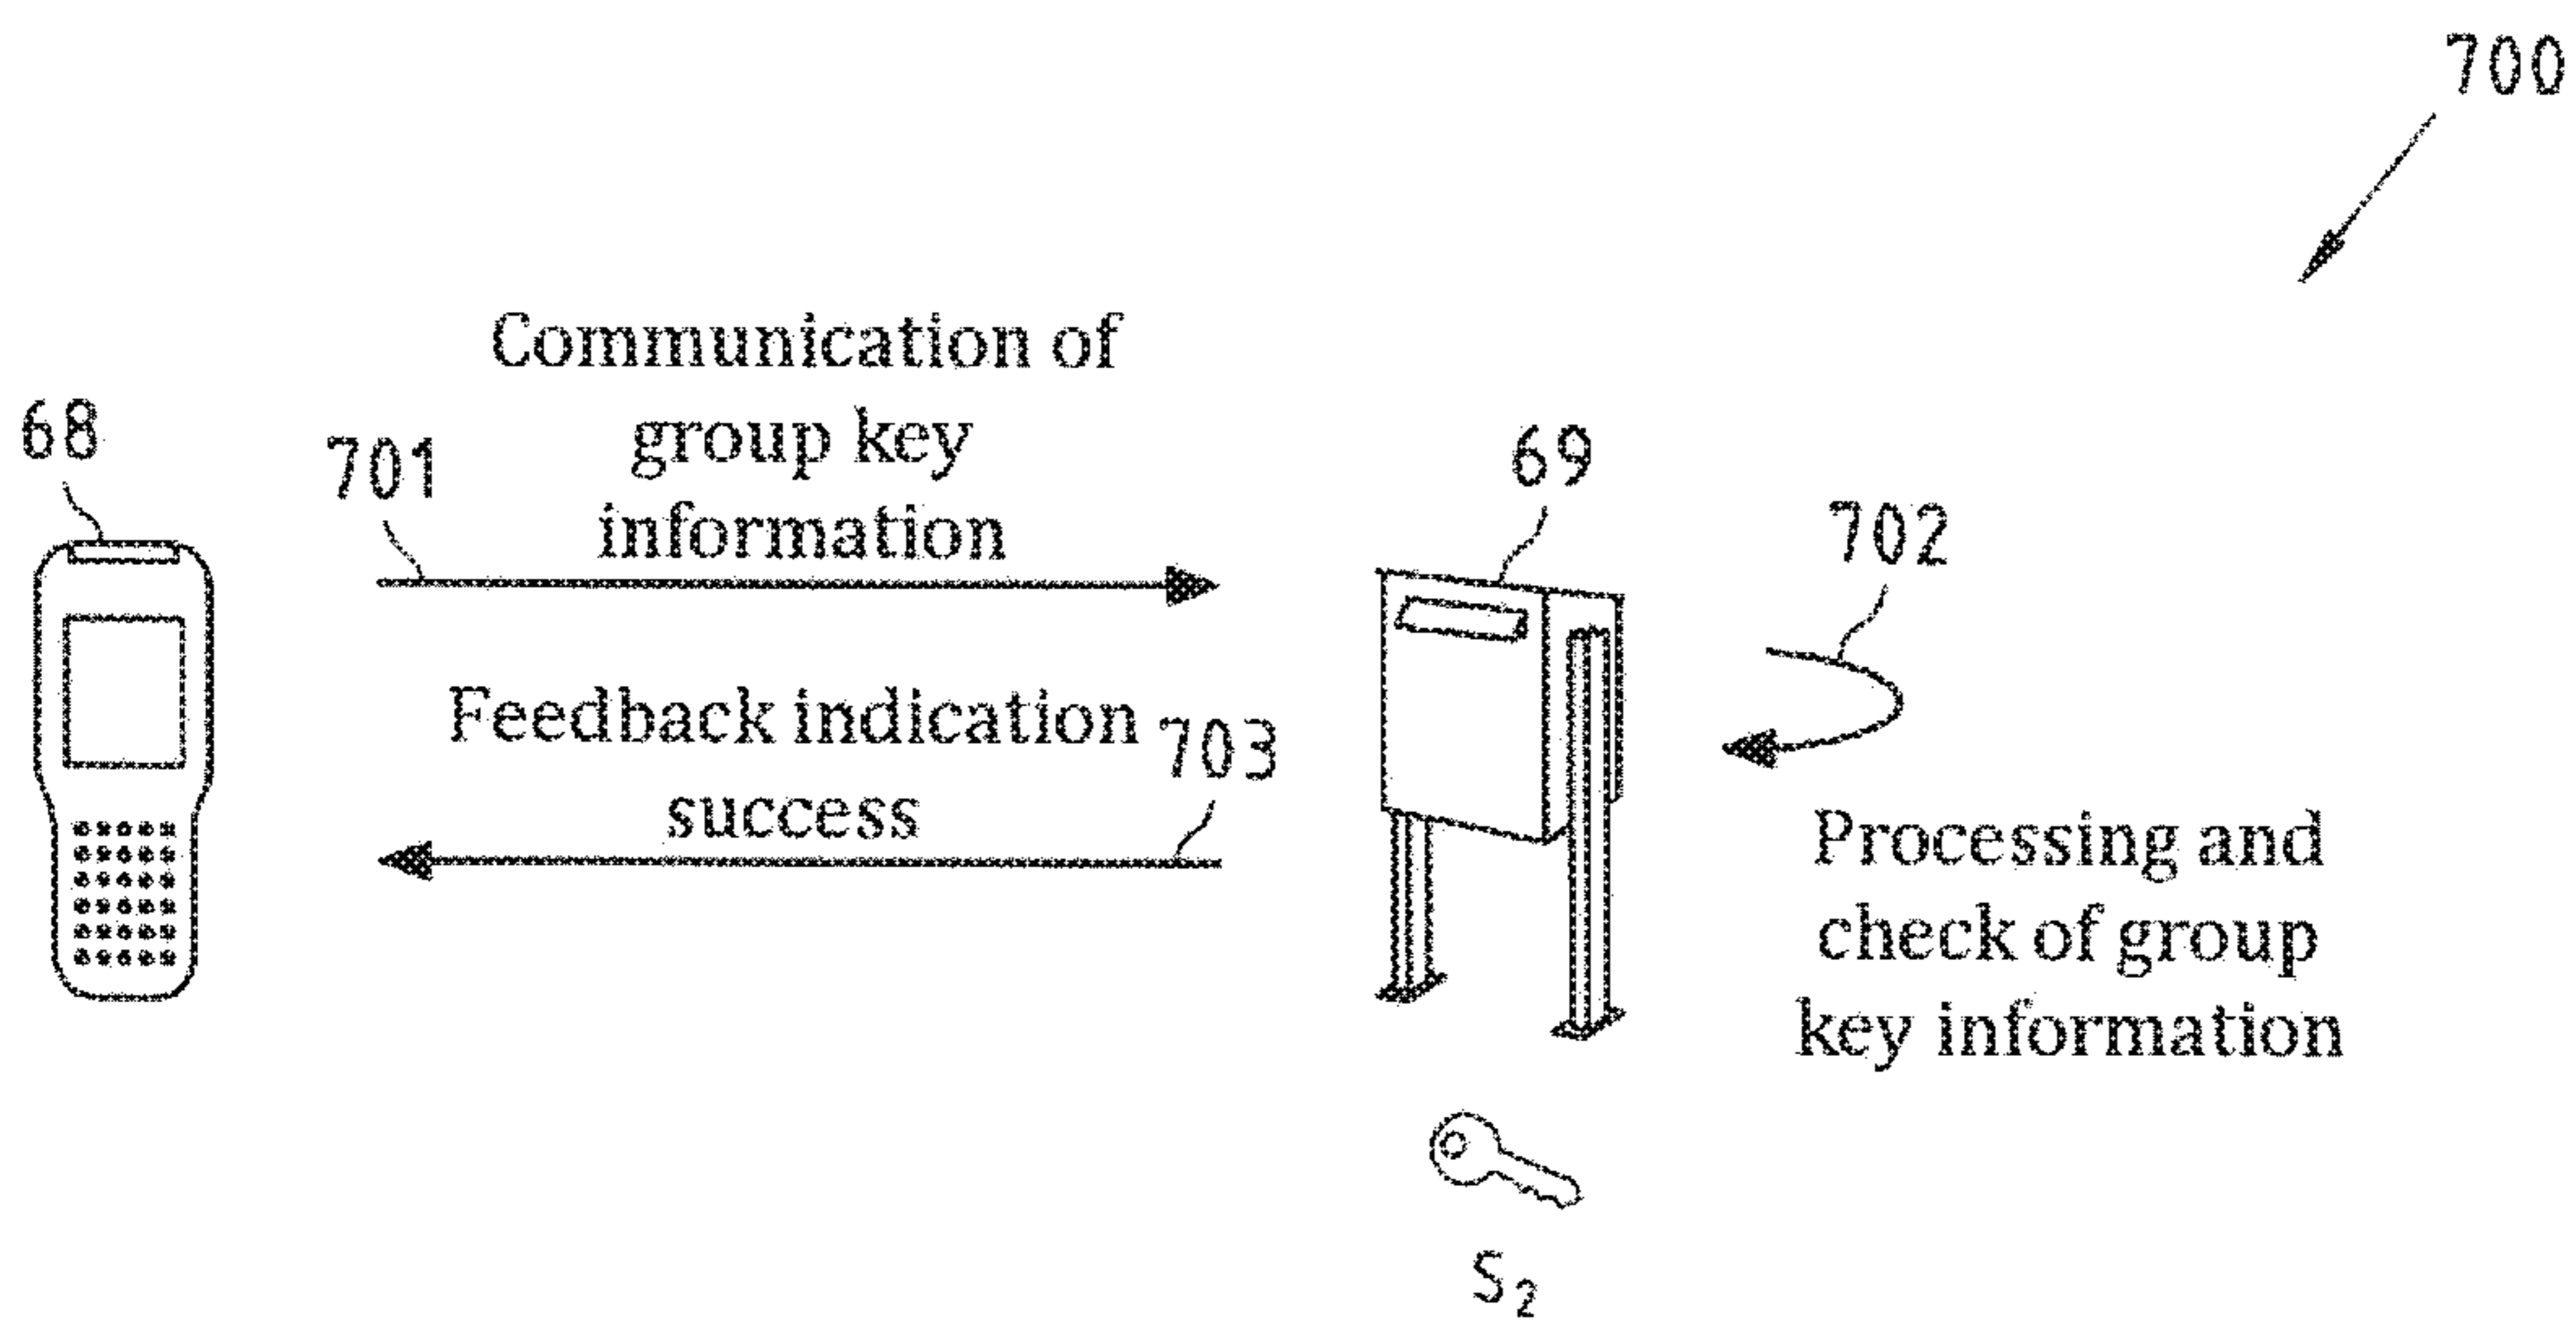 700
Communication of
group key
information
68
701
69
702
Feedback indication
success
703
Processing and
check of group
key information
S2